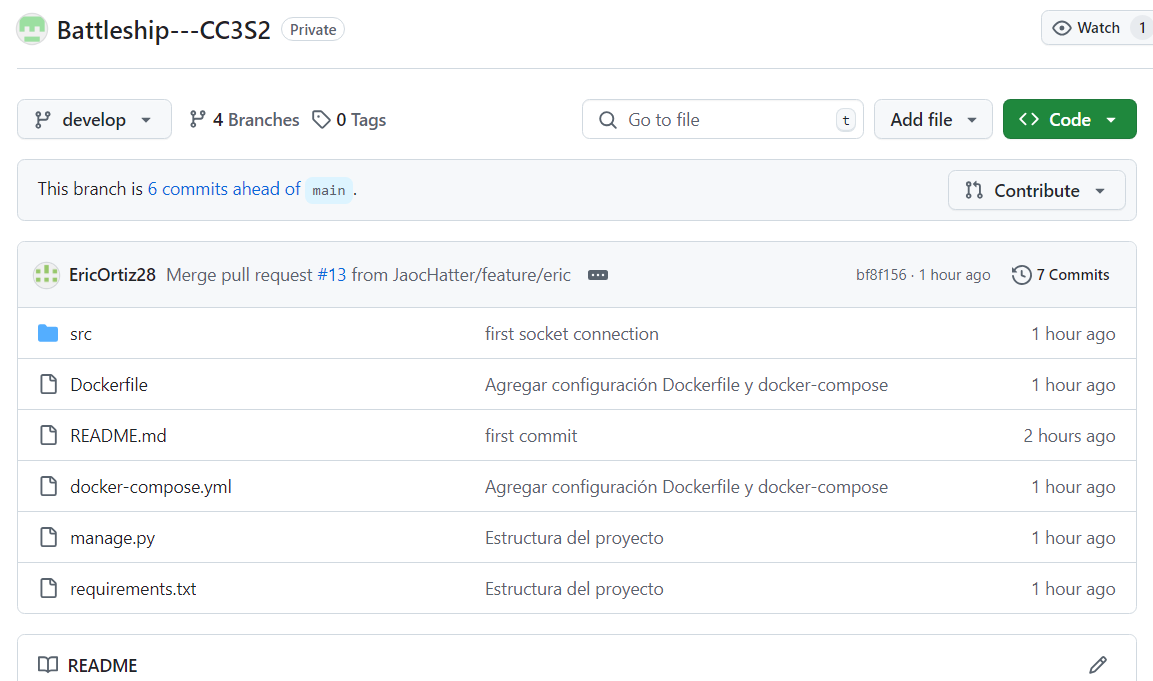 Battleship---CC3S2 Private Watch 1
develop 4 Branches 0 Tags Go to file t Add file Code
This branch is 6 commits ahead of main . Contribute
EricOrtiz28 Merge pull request #13 from JaocHatter/feature/eric ... bf8f156 · 1 hour ago 7 Commits
src first socket connection 1 hour ago
Dockerfile Agregar configuración Dockerfile y docker-compose 1 hour ago
README.md first commit 2 hours ago
docker-compose.yml Agregar configuración Dockerfile y docker-compose 1 hour ago
manage.py Estructura del proyecto 1 hour ago
requirements.txt Estructura del proyecto 1 hour ago
README